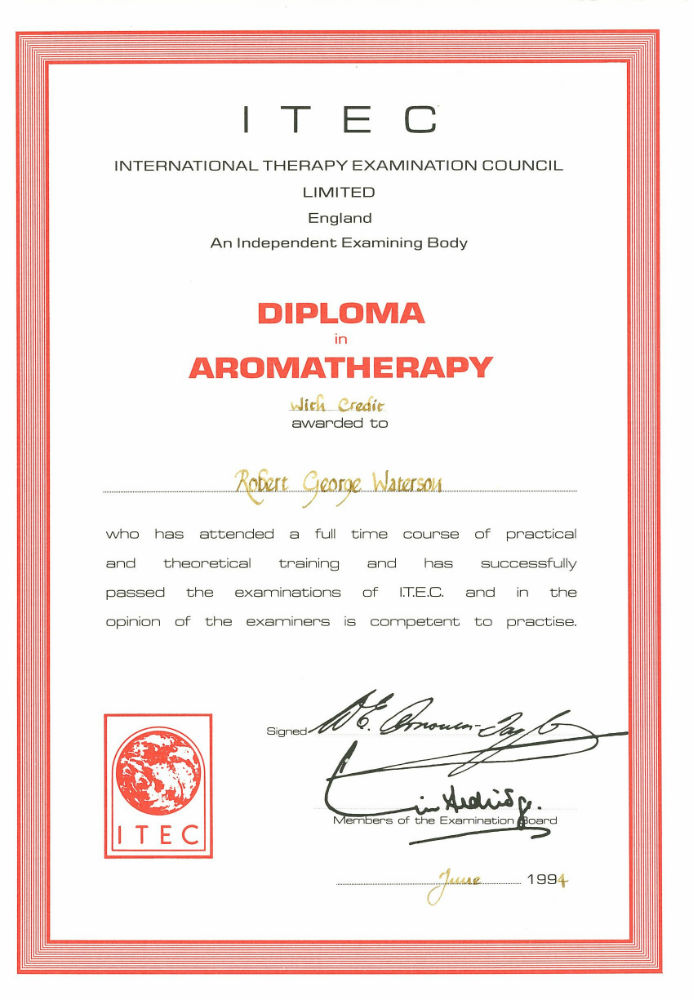 ITEC
INTERNATIONAL THERAPY EXAMINATION COUNCIL
LIMITED
England
An Independent Examining Body
DIPLOMA
in
AROMATHERAPY
With Credit
awarded to
Robert George Waterson
who has attended a full time course of practical
and theoretical training and has successfully
passed the examinations of I.T.E.C. and in the
opinion of the examiners is competent to practise.
Signed
Members of the Examination Board
ITEC
June 1994